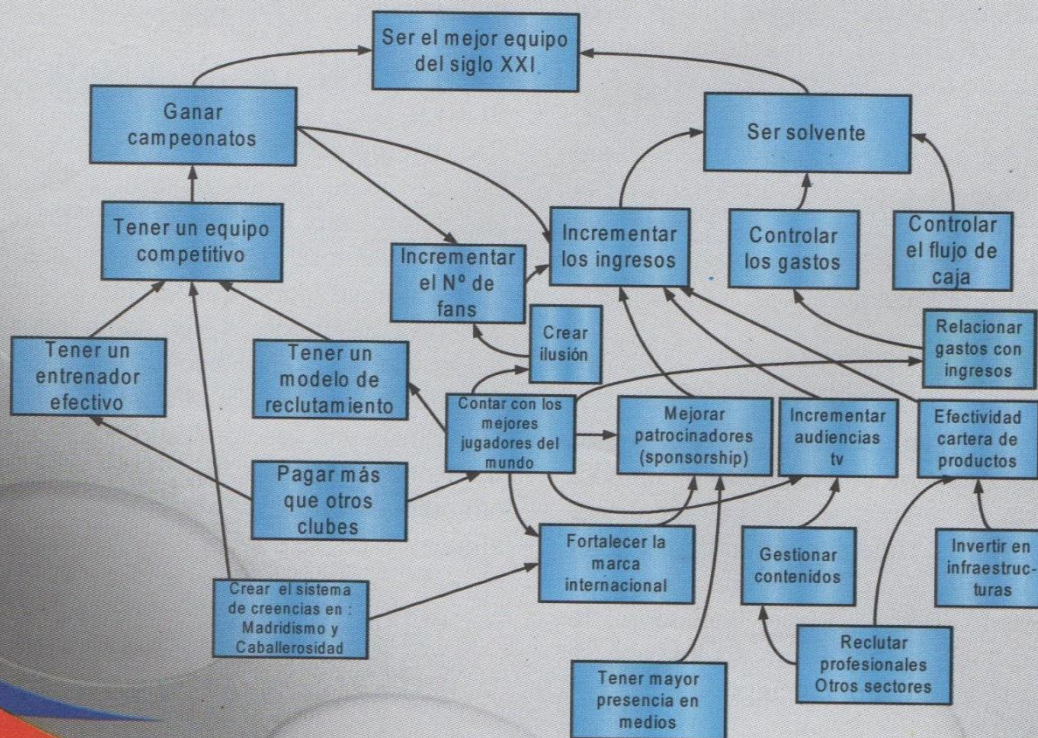 Ser el mejor equipo
del siglo XXI
Ganar
campeonatos
Ser solvente
Tener un equipo
competitivo
Incrementar
el Nº de
fans
Incrementar
los ingresos
Controlar
los gastos
Controlar
el flujo de
caja
Tener un
entrenador
efectivo
Tener un
modelo de
reclutamiento
Crear
ilusión
Relacionar
gastos con
ingresos
Contar con los
mejores
jugadores del
mundo
Mejorar
patrocinadores
(sponsorship)
Incrementar
audiencias
tv
Efectividad
cartera de
productos
Pagar más
que otros
clubes
Fortalecer la
marca
internacional
Gestionar
contenidos
Invertir en
infraestruc-
turas
Crear el sistema
de creencias en :
Madridismo y
Caballerosidad
Reclutar
profesionales
Otros sectores
Tener mayor
presencia en
medios